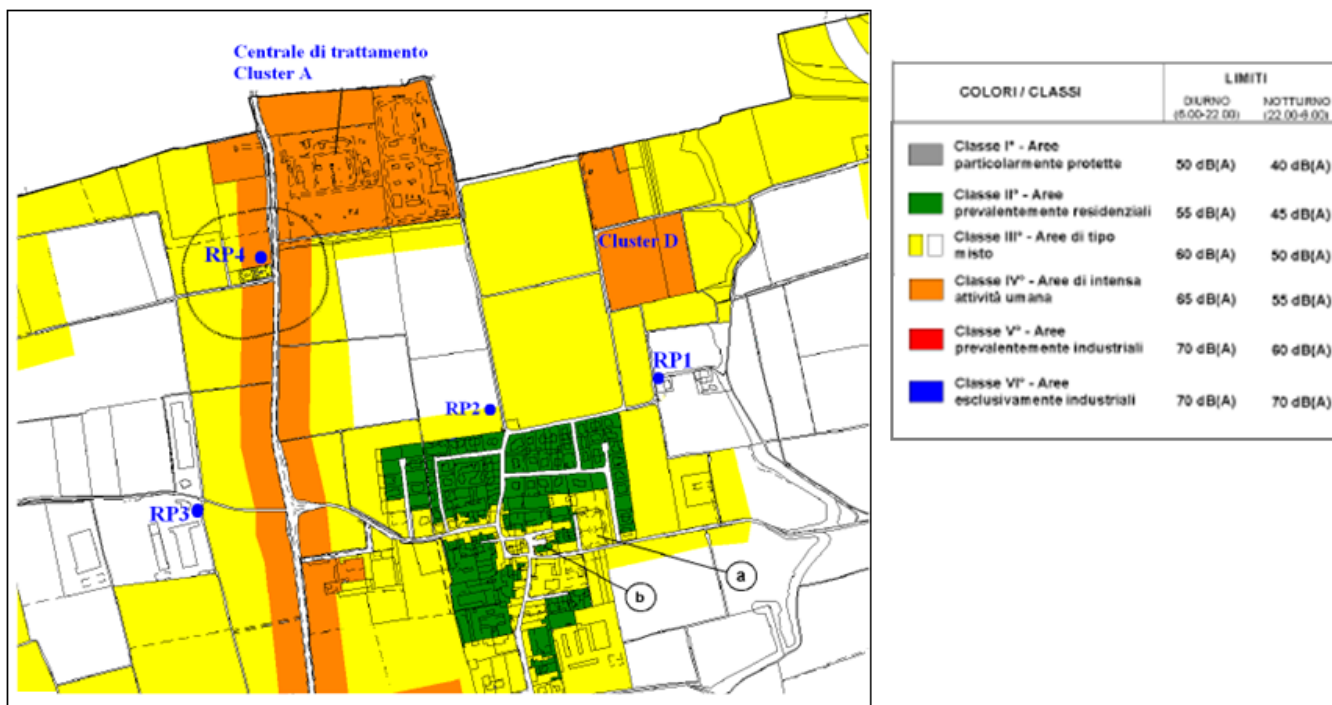 Centrale di trattamento
Cluster A
RP4
Cluster D
RP1
RP2
RP3
a
b
COLORI / CLASSI
LIMITI
DIURNO
(6.00-22.00)
NOTTURNO
(22.00-6.00)
Classe I° - Aree
particolarmente protette
50 dB(A)
40 dB(A)
Classe II° - Aree
prevalentemente residenziali
55 dB(A)
45 dB(A)
Classe III° - Aree di tipo
misto
60 dB(A)
50 dB(A)
Classe IV° - Aree di intensa
attività umana
65 dB(A)
55 dB(A)
Classe V° - Aree
prevalentemente industriali
70 dB(A)
60 dB(A)
Classe VI° - Aree
esclusivamente industriali
70 dB(A)
70 dB(A)